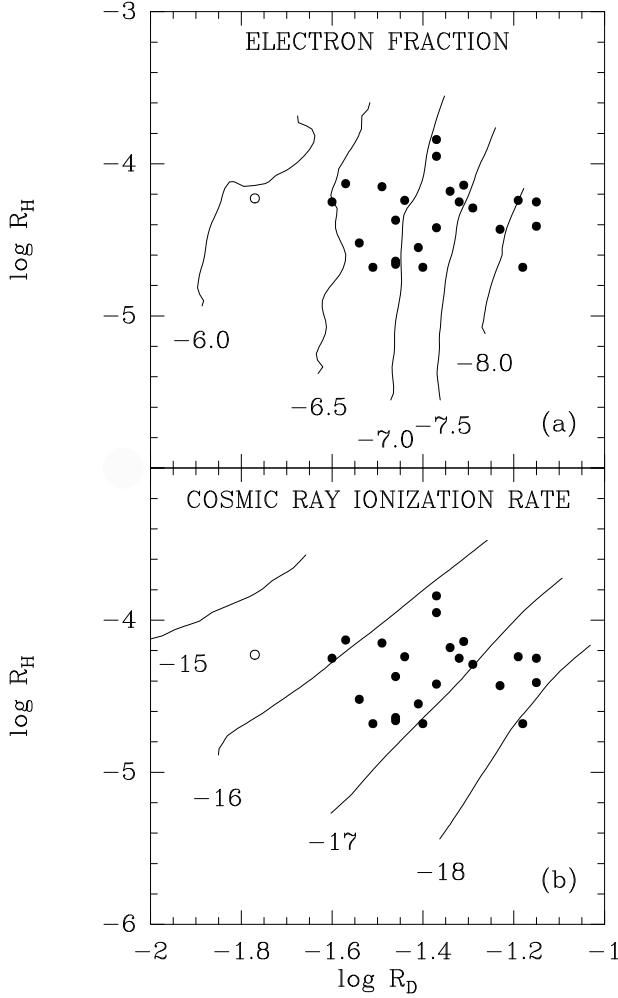 −3
ELECTRON FRACTION
−4
log R_H
−5
−6.0
−6.5
−7.0
−7.5
−8.0
(a)
COSMIC RAY IONIZATION RATE
−4
log R_H
−15
−5
−16
−17
−18
(b)
−6
−2 −1.8 −1.6 −1.4 −1.2 −1
log R_D